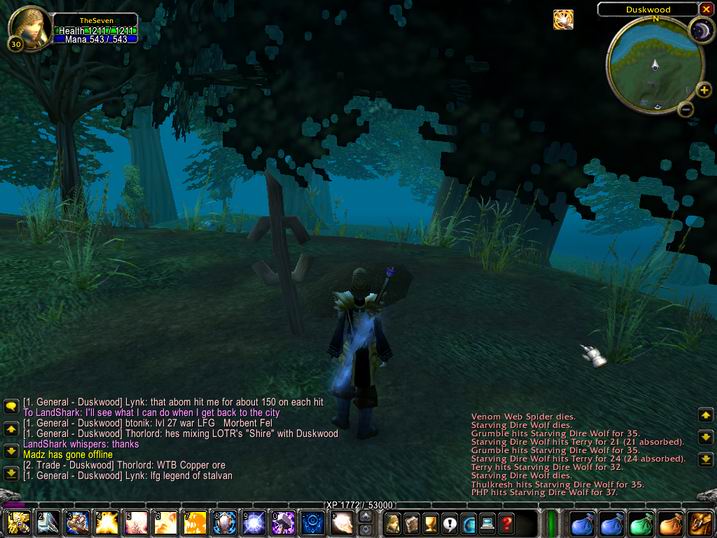 TheSeven
Health 1211 / 1211
Mana 543 / 543
30
Duskwood
N
[1. General - Duskwood] Lynk: that abom hit me for about 150 on each hit
To LandShark: I'll see what I can do when I get back to the city
[1. General - Duskwood] btonik: lvl 27 war LFG Morbent Fel
[1. General - Duskwood] Thorlord: hes mixing LOTR's "Shire" with Duskwood
LandShark whispers: thanks
Madz has gone offline
[2. Trade - Duskwood] Thorlord: WTB Copper ore
[1. General - Duskwood] Lynk: lfg legend of stalvan
Venom Web Spider dies.
Starving Dire Wolf dies.
Grumble hits Starving Dire Wolf for 35.
Starving Dire Wolf hits Terry for 21 (21 absorbed).
Grumble hits Starving Dire Wolf for 35.
Starving Dire Wolf hits Terry for 24 (24 absorbed).
Terry hits Starving Dire Wolf for 32.
Starving Dire Wolf dies.
Thulkresh hits Starving Dire Wolf for 35.
PHP hits Starving Dire Wolf for 37.
XP 1772 / 53000